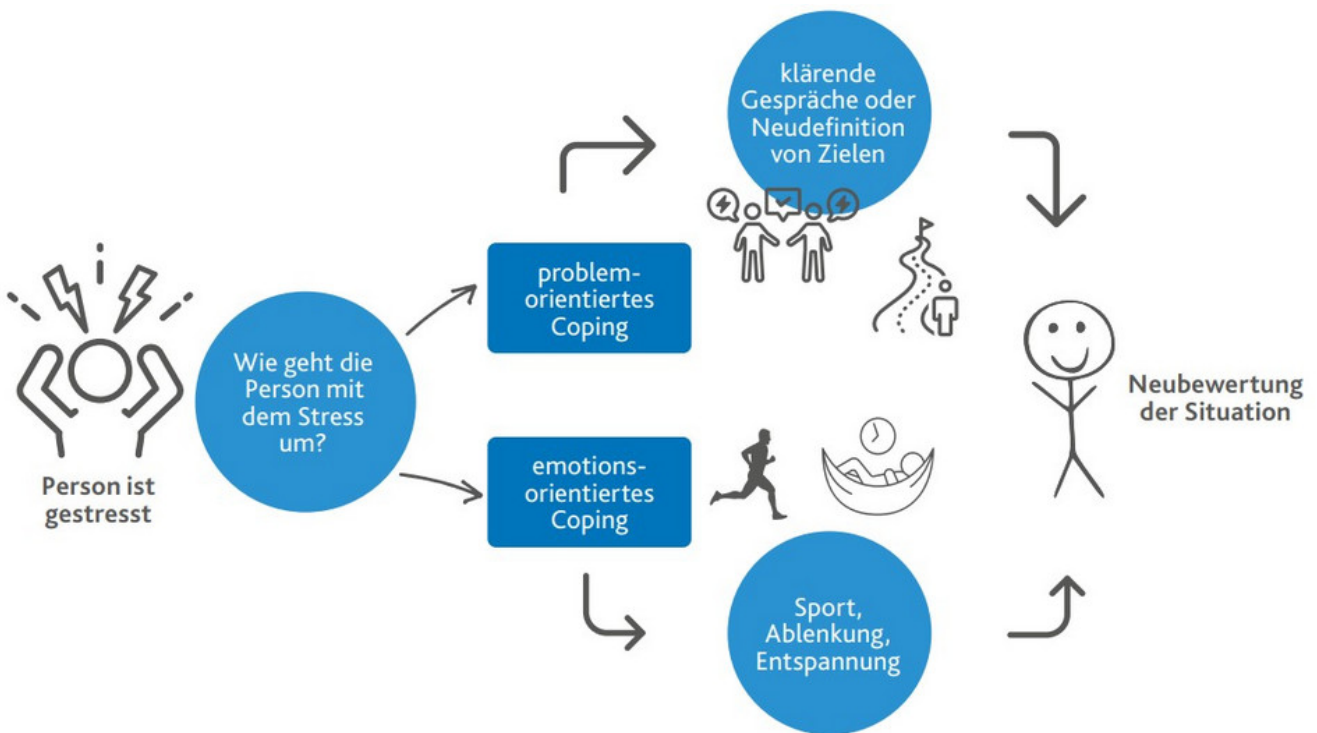 Person ist
gestresst
Wie geht die
Person mit
dem Stress
um?
problem-
orientiertes
Coping
klärende
Gespräche oder
Neudefinition
von Zielen
emotions-
orientiertes
Coping
Sport,
Ablenkung,
Entspannung
Neubewertung
der Situation